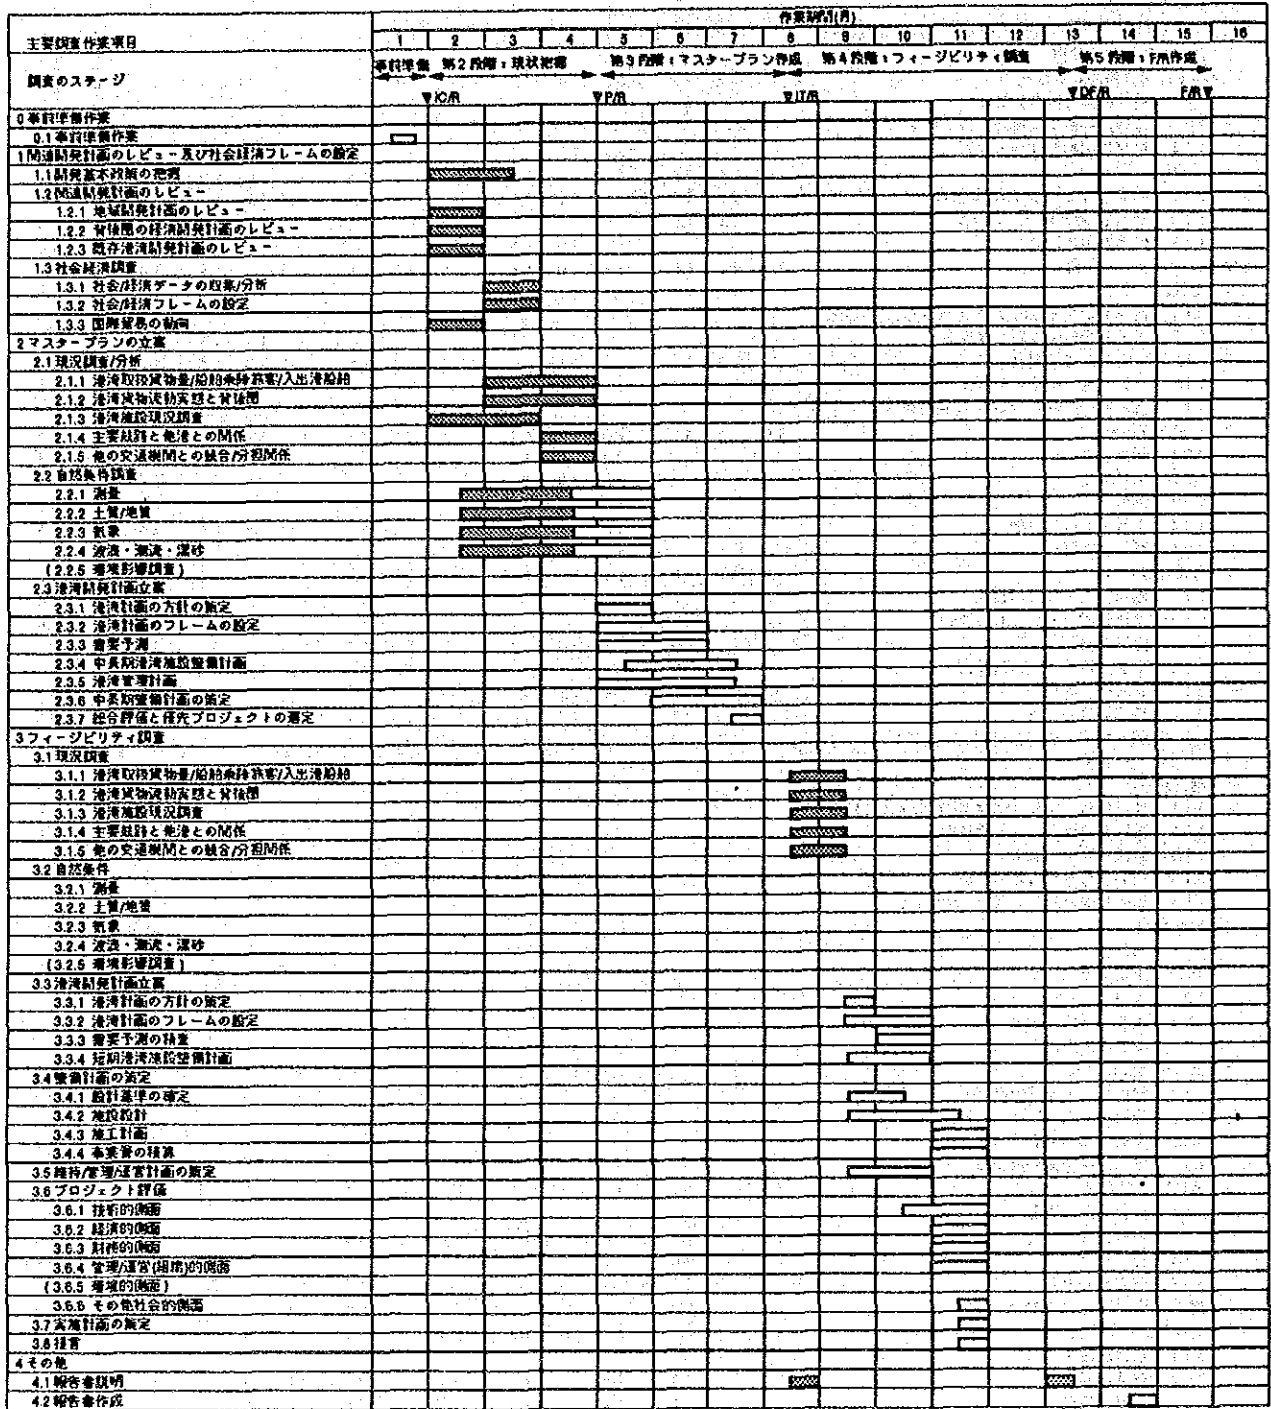 作業期間(月)
主要調査作業項目 1 2 3 4 5 6 7 8 9 10 11 12 13 14 15 16
調査のステージ 事前準備 第2段階：現状把握 第3段階：マスタープラン作成 第4段階：フィージビリティ調査 第5段階：F/R作成
▼IC/R ▼P/R ▼IT/R ▼DF/R F/R▼
0 事前準備作業
0.1 事前準備作業
1 関連開発計画のレビュー及び社会経済フレームの設定
1.1 開発基本政策の把握
1.2 関連開発計画のレビュー
1.2.1 地域開発計画のレビュー
1.2.2 背後圏の経済開発計画のレビュー
1.2.3 既存港湾開発計画のレビュー
1.3 社会経済調査
1.3.1 社会/経済データの収集/分析
1.3.2 社会/経済フレームの設定
1.3.3 国際貿易の動向
2 マスタープランの立案
2.1 現況調査/分析
2.1.1 港湾取扱貨物量/船舶乗降旅客/入出港船舶
2.1.2 港湾貨物流動実態と背後圏
2.1.3 港湾施設現況調査
2.1.4 主要航路と他港との関係
2.1.5 他の交通機関との競合/分担関係
2.2 自然条件調査
2.2.1 測量
2.2.2 土質/地質
2.2.3 気象
2.2.4 波浪・潮流・漂砂
(2.2.5 環境影響調査)
2.3 港湾開発計画立案
2.3.1 港湾計画の方針の策定
2.3.2 港湾計画のフレームの設定
2.3.3 需要予測
2.3.4 中長期港湾施設整備計画
2.3.5 港湾管理計画
2.3.6 中長期整備計画の策定
2.3.7 総合評価と優先プロジェクトの選定
3 フィージビリティ調査
3.1 現況調査
3.1.1 港湾取扱貨物量/船舶乗降旅客/入出港船舶
3.1.2 港湾貨物流動実態と背後圏
3.1.3 港湾施設現況調査
3.1.4 主要航路と他港との関係
3.1.5 他の交通機関との競合/分担関係
3.2 自然条件
3.2.1 測量
3.2.2 土質/地質
3.2.3 気象
3.2.4 波浪・潮流・漂砂
(3.2.5 環境影響調査)
3.3 港湾開発計画立案
3.3.1 港湾計画の方針の策定
3.3.2 港湾計画のフレームの設定
3.3.3 需要予測の精査
3.3.4 短期港湾施設整備計画
3.4 整備計画の策定
3.4.1 設計基準の確定
3.4.2 施設設計
3.4.3 施工計画
3.4.4 事業費の積算
3.5 維持/管理/運営計画の策定
3.6 プロジェクト評価
3.6.1 技術的側面
3.6.2 経済的側面
3.6.3 財務的側面
3.6.4 管理/運営(組織)的側面
(3.6.5 環境的側面)
3.6.6 その他社会的側面
3.7 実施計画の策定
3.8 提言
4 その他
4.1 報告書説明
4.2 報告書作成